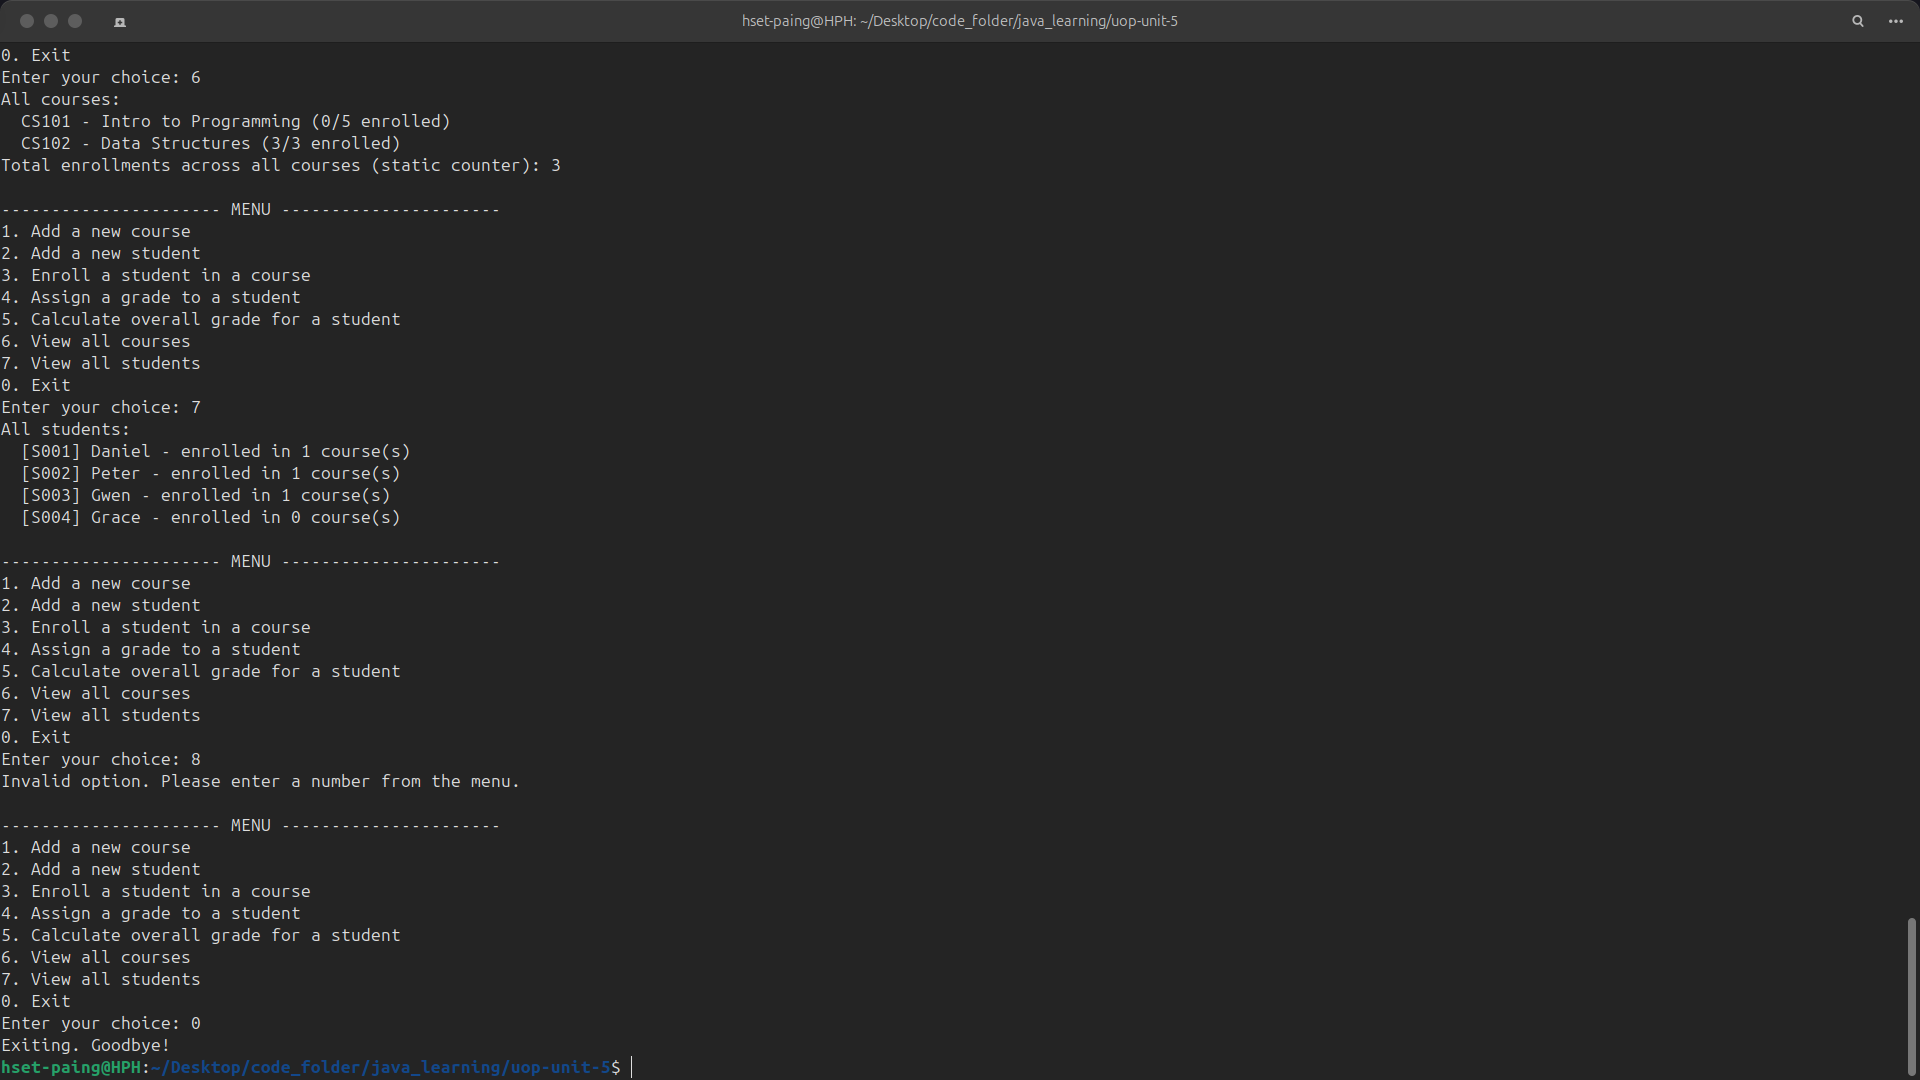 hset-paing@HPH: ~/Desktop/code_folder/java_learning/uop-unit-5
0. Exit
Enter your choice: 6
All courses:
  CS101 - Intro to Programming (0/5 enrolled)
  CS102 - Data Structures (3/3 enrolled)
Total enrollments across all courses (static counter): 3

---------------------- MENU ----------------------
1. Add a new course
2. Add a new student
3. Enroll a student in a course
4. Assign a grade to a student
5. Calculate overall grade for a student
6. View all courses
7. View all students
0. Exit
Enter your choice: 7
All students:
  [S001] Daniel - enrolled in 1 course(s)
  [S002] Peter - enrolled in 1 course(s)
  [S003] Gwen - enrolled in 1 course(s)
  [S004] Grace - enrolled in 0 course(s)

---------------------- MENU ----------------------
1. Add a new course
2. Add a new student
3. Enroll a student in a course
4. Assign a grade to a student
5. Calculate overall grade for a student
6. View all courses
7. View all students
0. Exit
Enter your choice: 8
Invalid option. Please enter a number from the menu.

---------------------- MENU ----------------------
1. Add a new course
2. Add a new student
3. Enroll a student in a course
4. Assign a grade to a student
5. Calculate overall grade for a student
6. View all courses
7. View all students
0. Exit
Enter your choice: 0
Exiting. Goodbye!
hset-paing@HPH:~/Desktop/code_folder/java_learning/uop-unit-5$